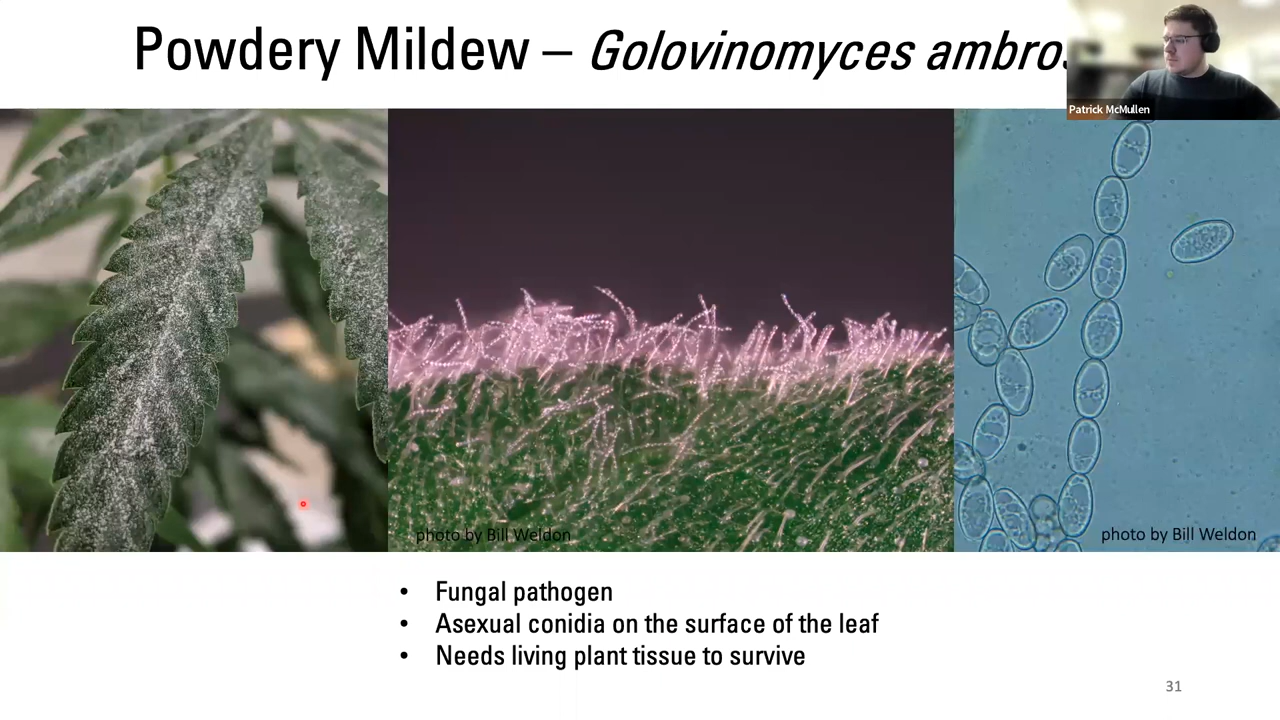 Powdery Mildew – Golovinomyces
Patrick McMullen
photo by Bill Weldon
photo by Bill Weldon
• Fungal pathogen
• Asexual conidia on the surface of the leaf
• Needs living plant tissue to survive
31